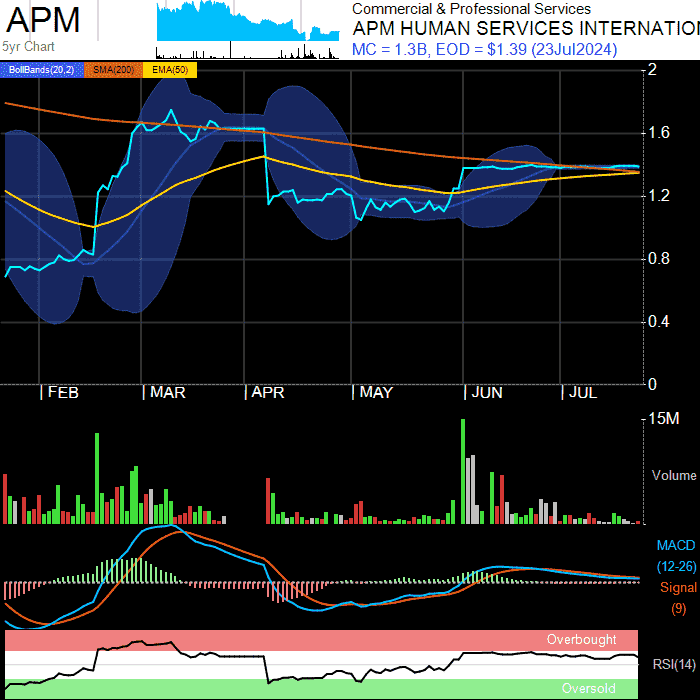 APM
5yr Chart
Commercial & Professional Services
APM HUMAN SERVICES INTERNATIO
MC = 1.3B, EOD = $1.39 (23Jul2024)
BollBands(20,2) SMA(200) EMA(50)
2
1.6
1.2
0.8
0.4
0
| FEB | MAR | APR | MAY | JUN | JUL
15M
Volume
MACD
(12-26)
Signal
(9)
Overbought
RSI(14)
Oversold